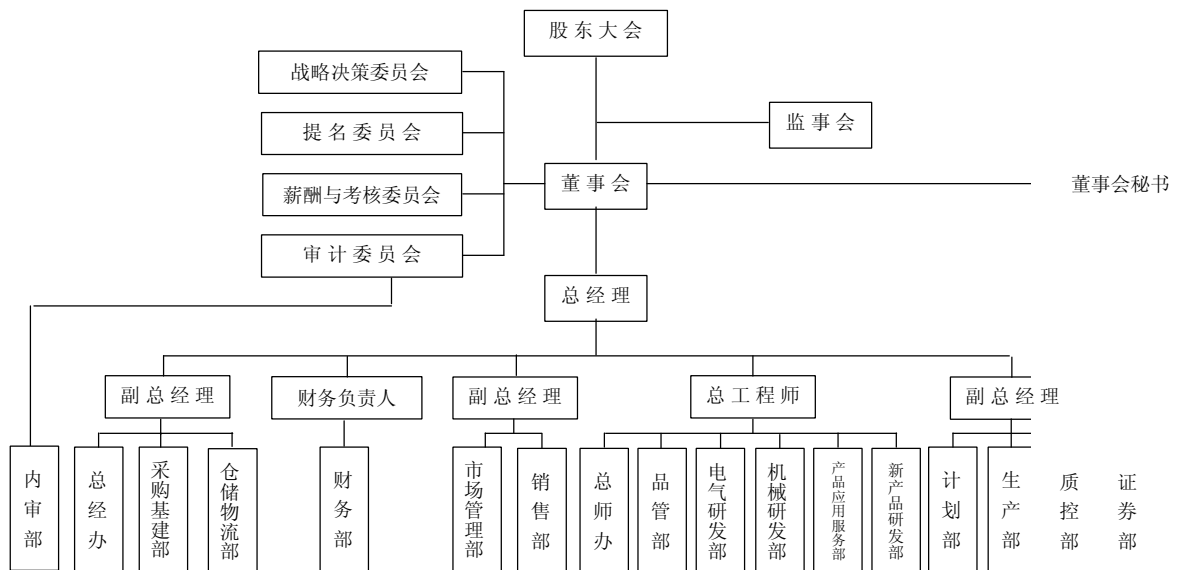 股东大会
战略决策委员会
提名委员会
监事会
董事会
董事会秘书
薪酬与考核委员会
审计委员会
总经理
副总经理
财务负责人
副总经理
总工程师
副总经理
内审部
总经办
采购基建部
仓储物流部
财务部
市场管理部
销售部
总师办
品管部
电气研发部
机械研发部
产品应用服务部
新产品研发部
计划部
生产部
质控部
证券部